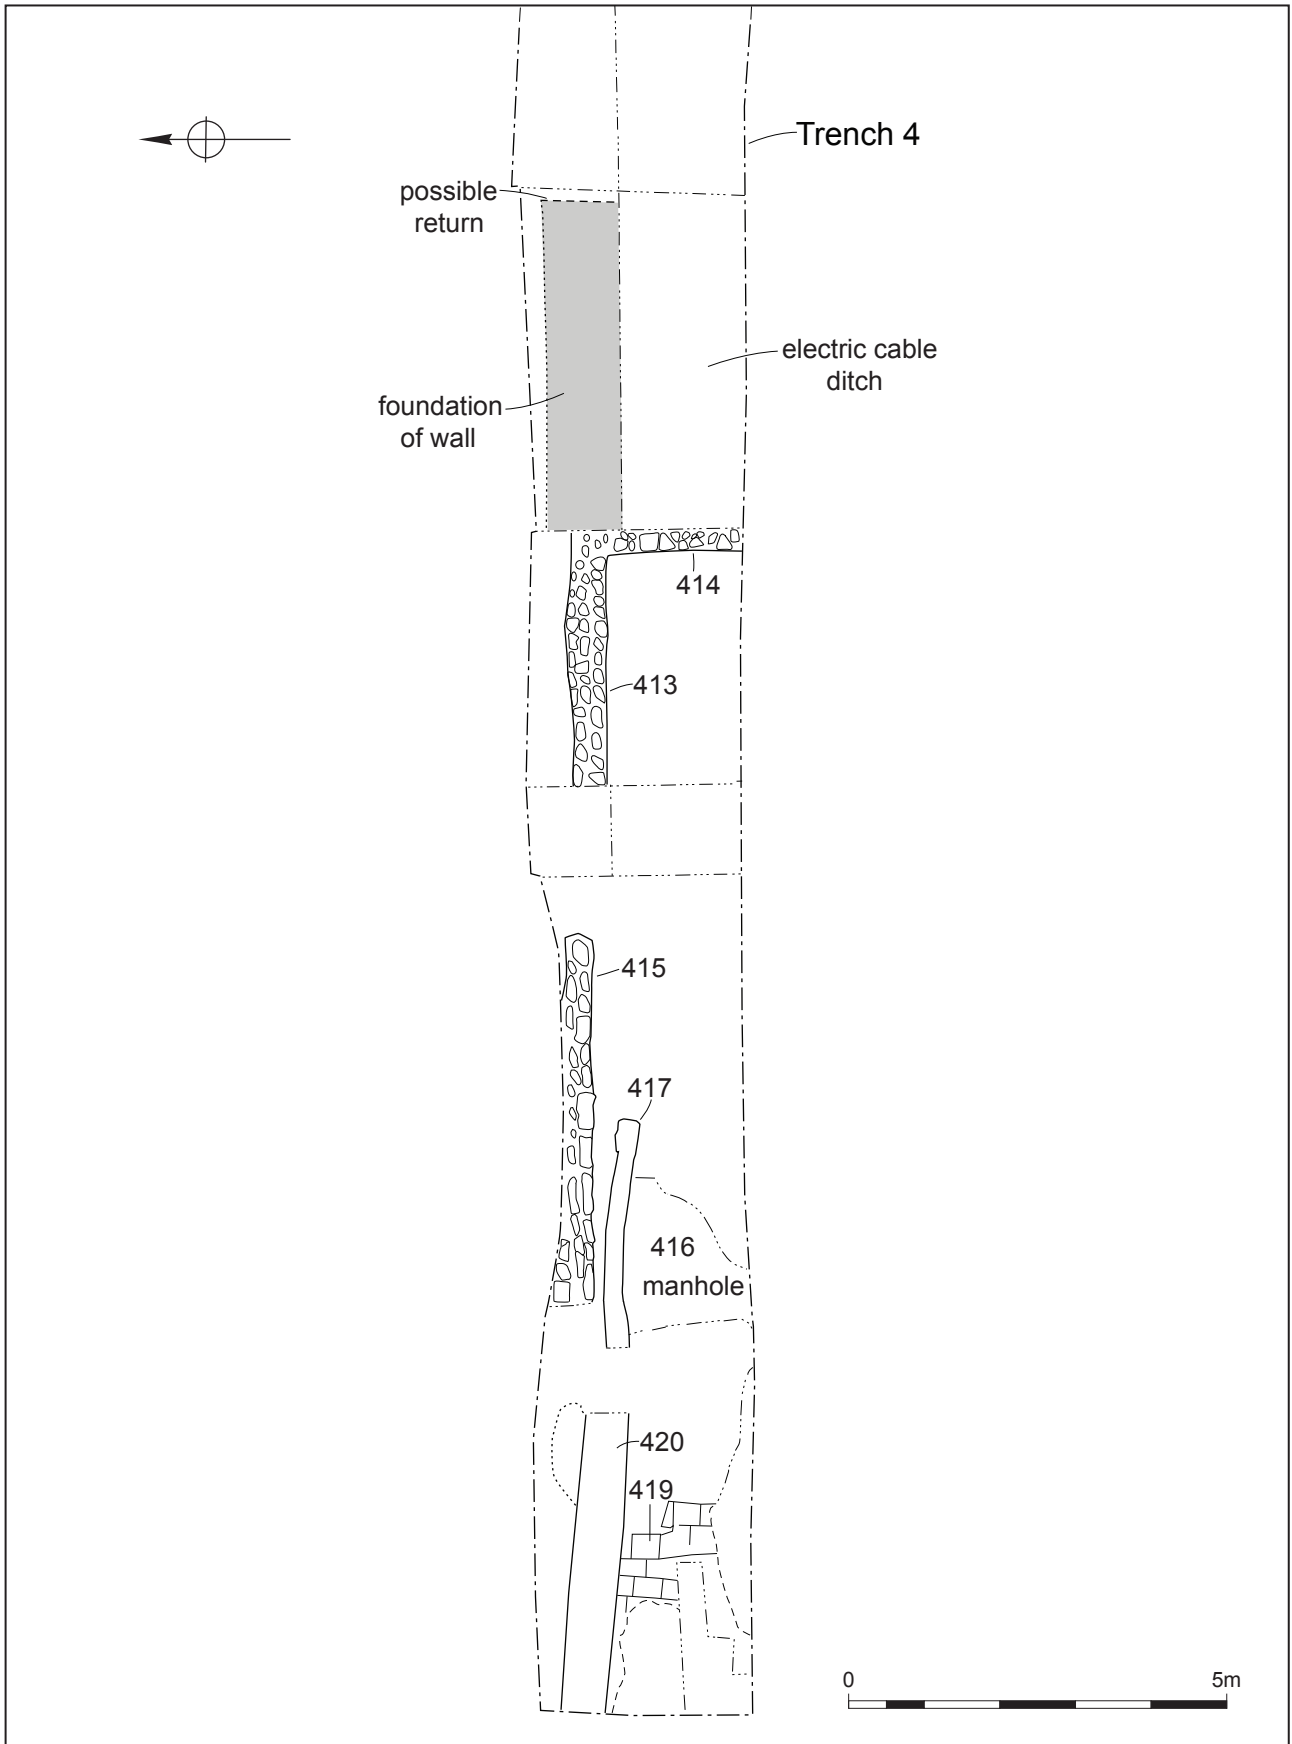 Trench 4
possible
return
electric cable
ditch
foundation
of wall
414
413
415
417
416
manhole
420
419
0 5m